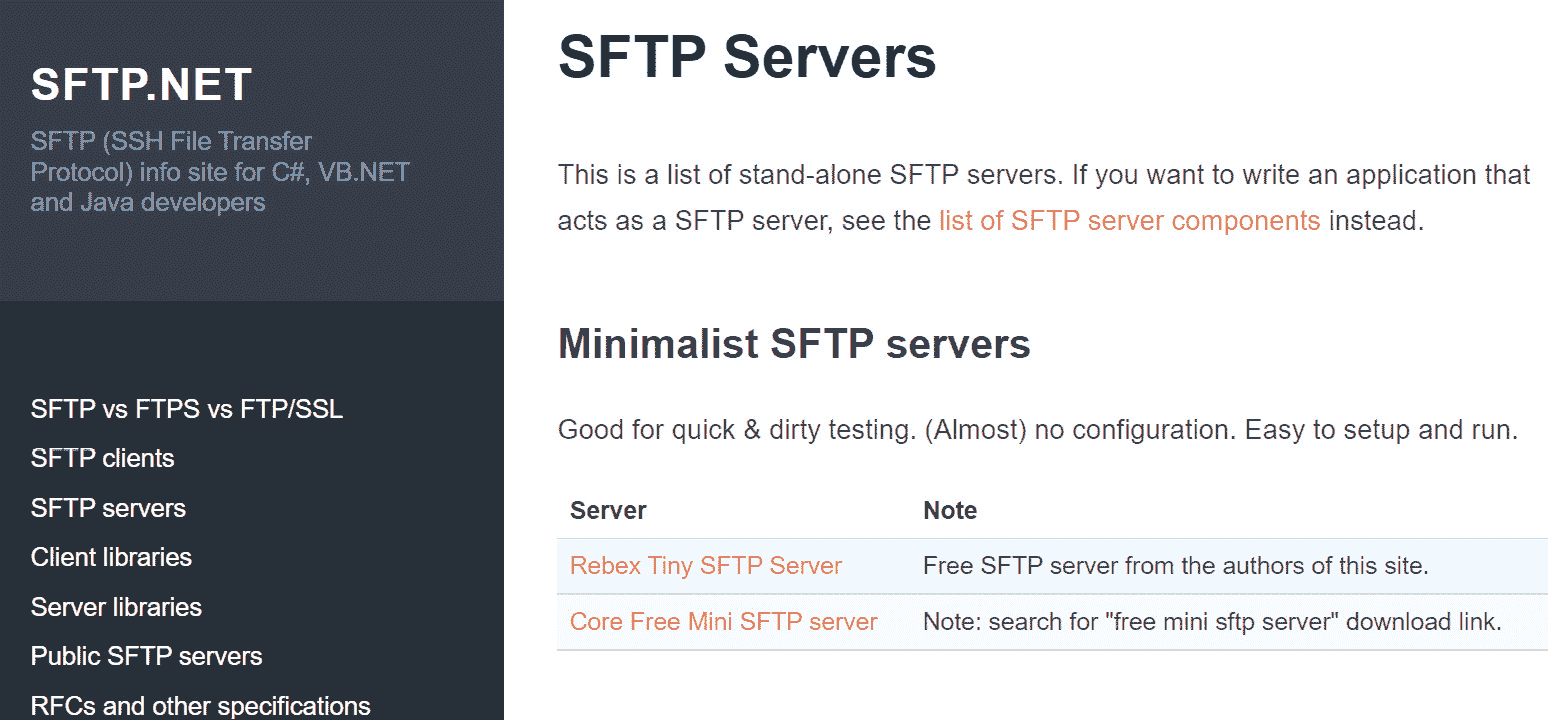 SFTP.NET
SFTP (SSH File Transfer
Protocol) info site for C#, VB.NET
and Java developers
SFTP vs FTPS vs FTP/SSL
SFTP clients
SFTP servers
Client libraries
Server libraries
Public SFTP servers
RFCs and other specifications
SFTP Servers
This is a list of stand-alone SFTP servers. If you want to write an application that
acts as a SFTP server, see the list of SFTP server components instead.
Minimalist SFTP servers
Good for quick & dirty testing. (Almost) no configuration. Easy to setup and run.
Server Note
Rebex Tiny SFTP Server Free SFTP server from the authors of this site.
Core Free Mini SFTP server Note: search for "free mini sftp server" download link.